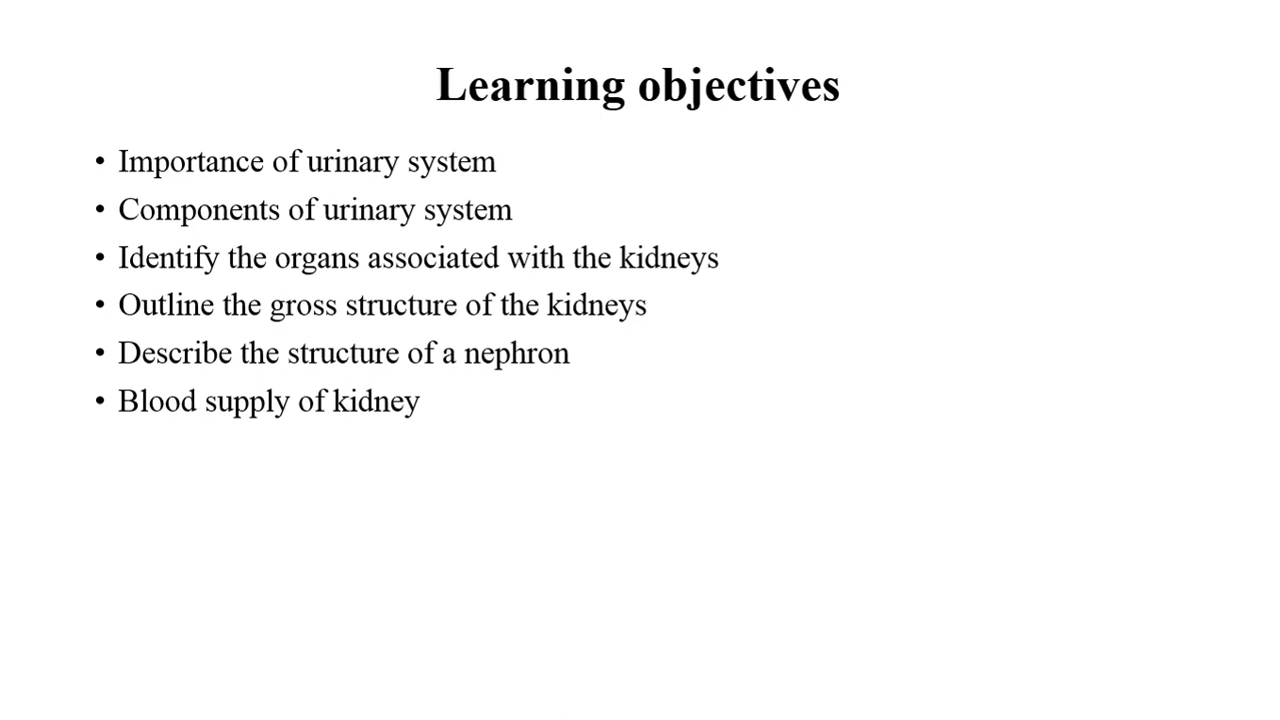 Learning objectives
• Importance of urinary system
• Components of urinary system
• Identify the organs associated with the kidneys
• Outline the gross structure of the kidneys
• Describe the structure of a nephron
• Blood supply of kidney